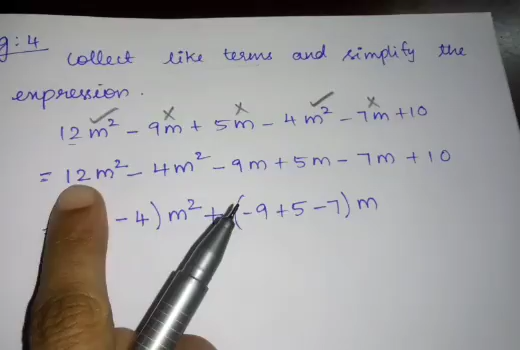 g:4 collect like terms and simplify the
expression.
12m² - 9m + 5m - 4m² - 7m + 10
= 12m² - 4m² - 9m + 5m - 7m + 10
- 4) m² + (-9 + 5 - 7) m